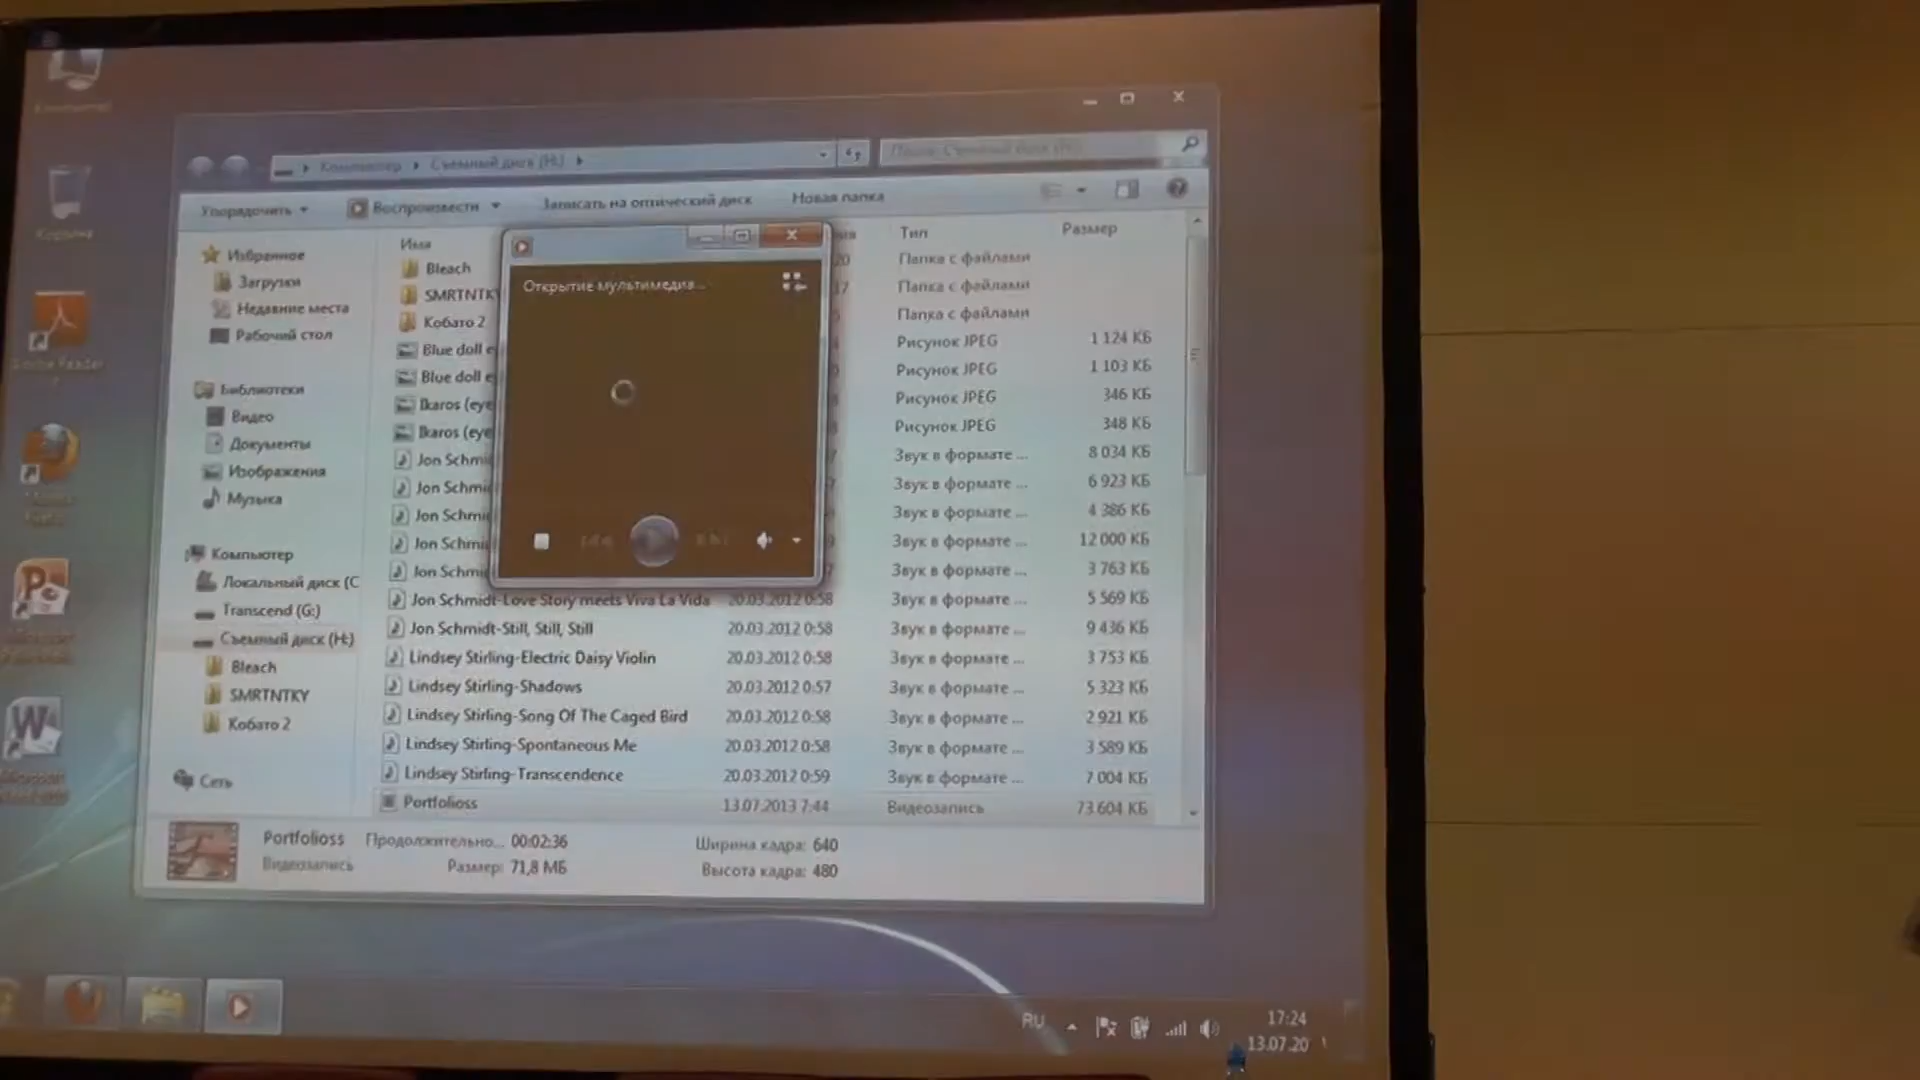 Компьютер ▸ Съемный диск (H:) ▸
Упорядочить Воспроизвести Записать на оптический диск Новая папка
Избранное
Загрузки
Недавние места
Рабочий стол
Библиотеки
Видео
Документы
Изображения
Музыка
Компьютер
Локальный диск (C
Transcend (G:)
Съемный диск (H:)
Bleach
SMRTNTKY
Кобато 2
Сеть
Имя Тип Размер
Bleach Папка с файлами
SMRTNTKY Папка с файлами
Кобато 2 Папка с файлами
Blue doll e Рисунок JPEG 1 124 КБ
Blue doll e Рисунок JPEG 1 103 КБ
Ikaros (eye Рисунок JPEG 346 КБ
Ikaros (eye Рисунок JPEG 348 КБ
Jon Schmi Звук в формате ... 8 034 КБ
Jon Schmi Звук в формате ... 6 923 КБ
Jon Schmi Звук в формате ... 4 386 КБ
Jon Schmi Звук в формате ... 12 000 КБ
Jon Schmi Звук в формате ... 3 763 КБ
Jon Schmidt-Love Story meets Viva La Vida 20.03.2012 0:58 Звук в формате ... 5 569 КБ
Jon Schmidt-Still, Still, Still 20.03.2012 0:58 Звук в формате ... 9 436 КБ
Lindsey Stirling-Electric Daisy Violin 20.03.2012 0:58 Звук в формате ... 3 753 КБ
Lindsey Stirling-Shadows 20.03.2012 0:57 Звук в формате ... 5 323 КБ
Lindsey Stirling-Song Of The Caged Bird 20.03.2012 0:58 Звук в формате ... 2 921 КБ
Lindsey Stirling-Spontaneous Me 20.03.2012 0:58 Звук в формате ... 3 589 КБ
Lindsey Stirling-Transcendence 20.03.2012 0:59 Звук в формате ... 7 004 КБ
Portfolioss 13.07.2013 7:44 Видеозапись 73 604 КБ
Открытие мультимедиа...
Portfolioss Продолжительно... 00:02:36 Ширина кадра: 640
Видеозапись Размер: 71,8 МБ Высота кадра: 480
RU
17:24
13.07.20